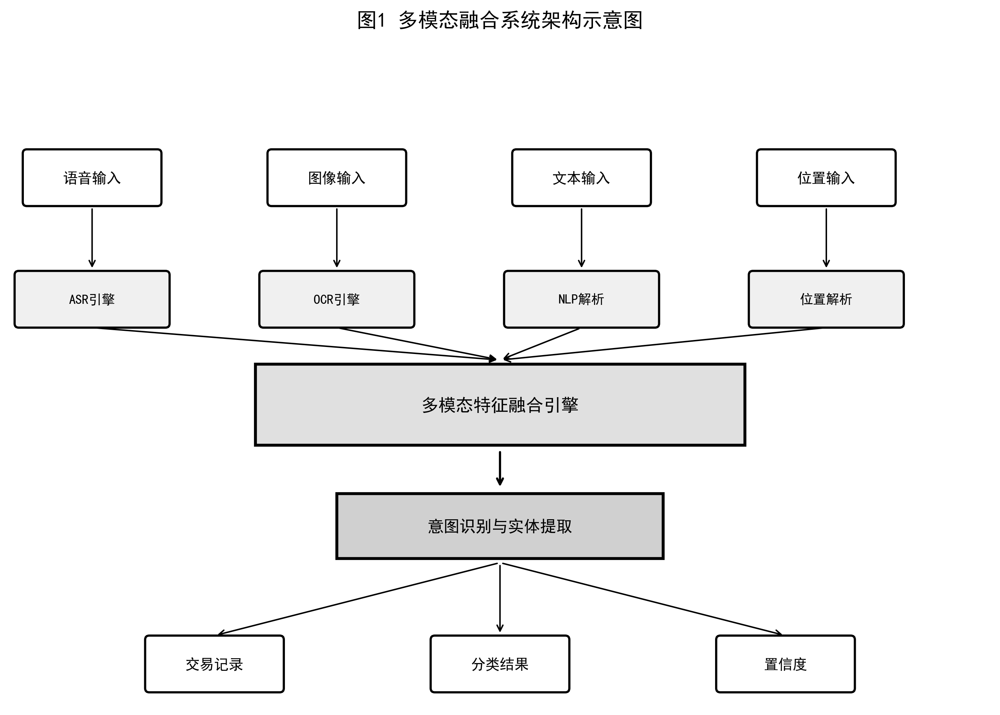 图1 多模态融合系统架构示意图
语音输入
图像输入
文本输入
位置输入
ASR引擎
OCR引擎
NLP解析
位置解析
多模态特征融合引擎
意图识别与实体提取
交易记录
分类结果
置信度